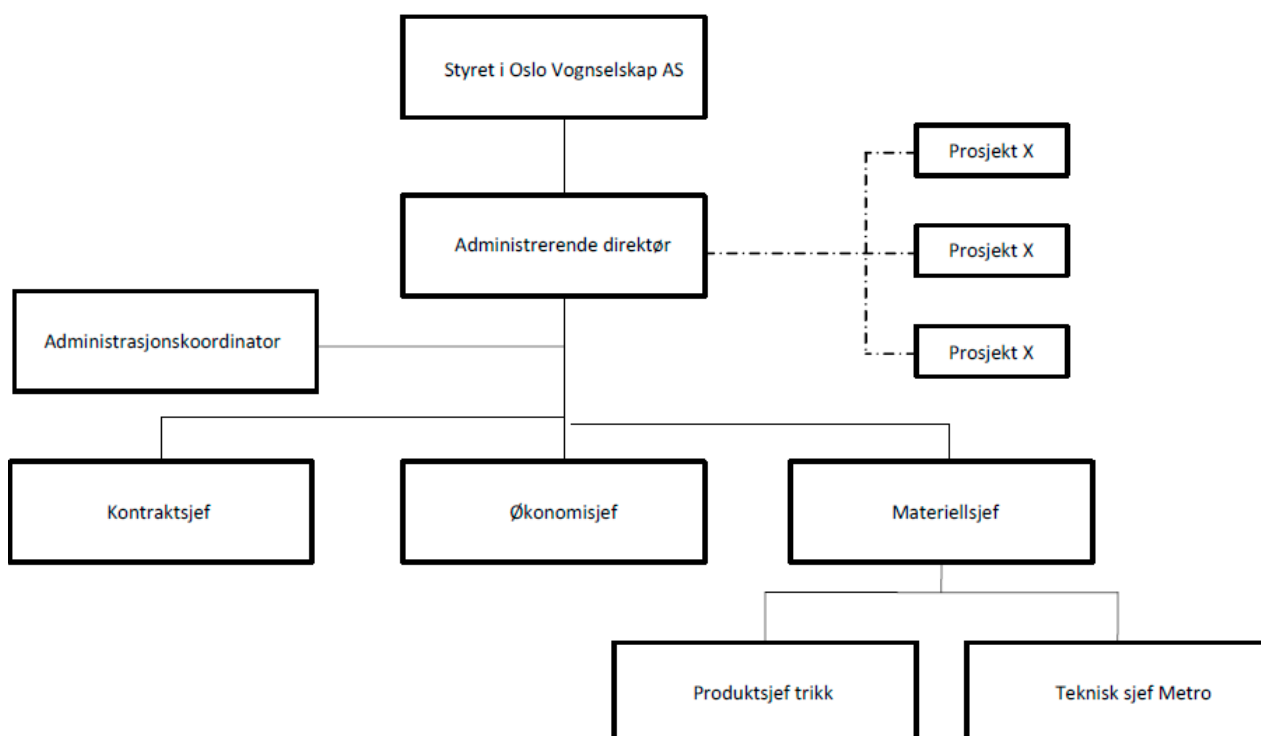 Styret i Oslo Vognselskap AS
Prosjekt X
Administrerende direktør
Prosjekt X
Administrasjonskoordinator
Prosjekt X
Kontraktsjef
Økonomisjef
Materiellsjef
Produktsjef trikk
Teknisk sjef Metro